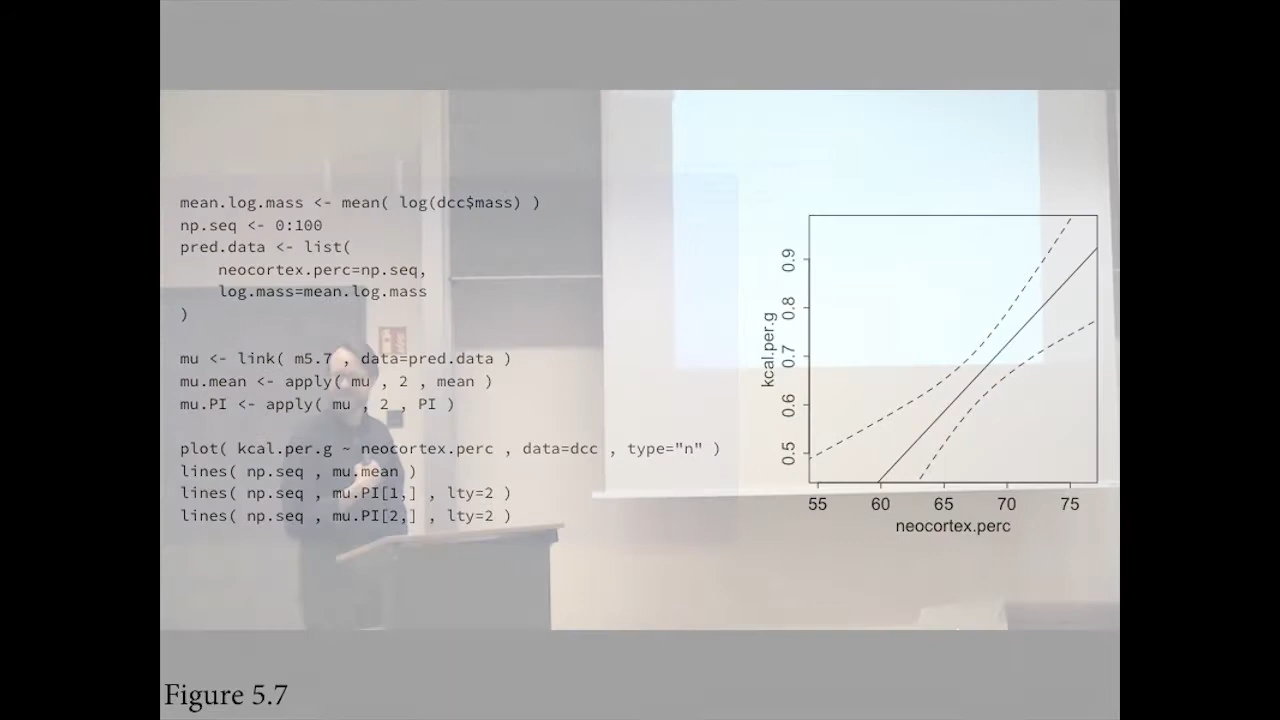 mean.log.mass <- mean( log(dcc$mass) )
np.seq <- 0:100
pred.data <- list(
    neocortex.perc=np.seq,
    log.mass=mean.log.mass
)
mu <- link( m5.7 , data=pred.data )
mu.mean <- apply( mu , 2 , mean )
mu.PI <- apply( mu , 2 , PI )
plot( kcal.per.g ~ neocortex.perc , data=dcc , type="n" )
lines( np.seq , mu.mean )
lines( np.seq , mu.PI[1,] , lty=2 )
lines( np.seq , mu.PI[2,] , lty=2 )
kcal.per.g
0.9
0.8
0.7
0.6
0.5
55 60 65 70 75
neocortex.perc
Figure 5.7